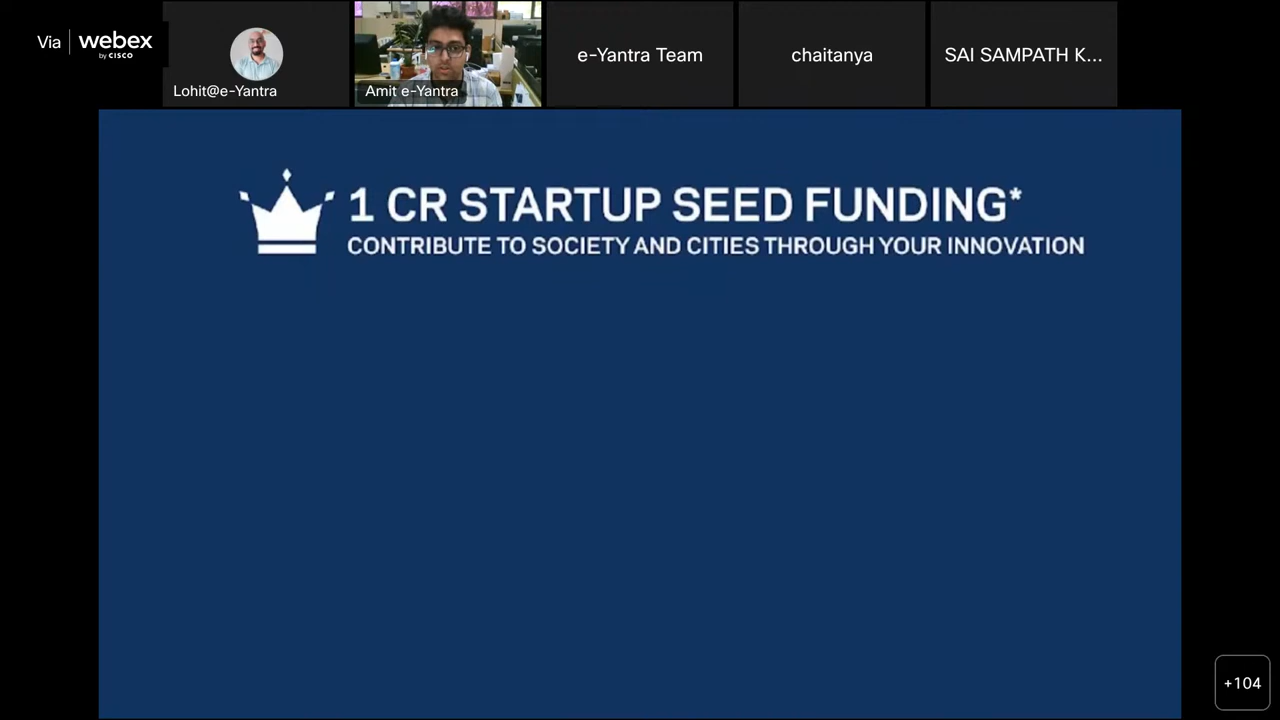 Via webex
by CISCO
Lohit@e-Yantra
Amit e-Yantra
e-Yantra Team
chaitanya
SAI SAMPATH K...
1 CR STARTUP SEED FUNDING*
CONTRIBUTE TO SOCIETY AND CITIES THROUGH YOUR INNOVATION
+104